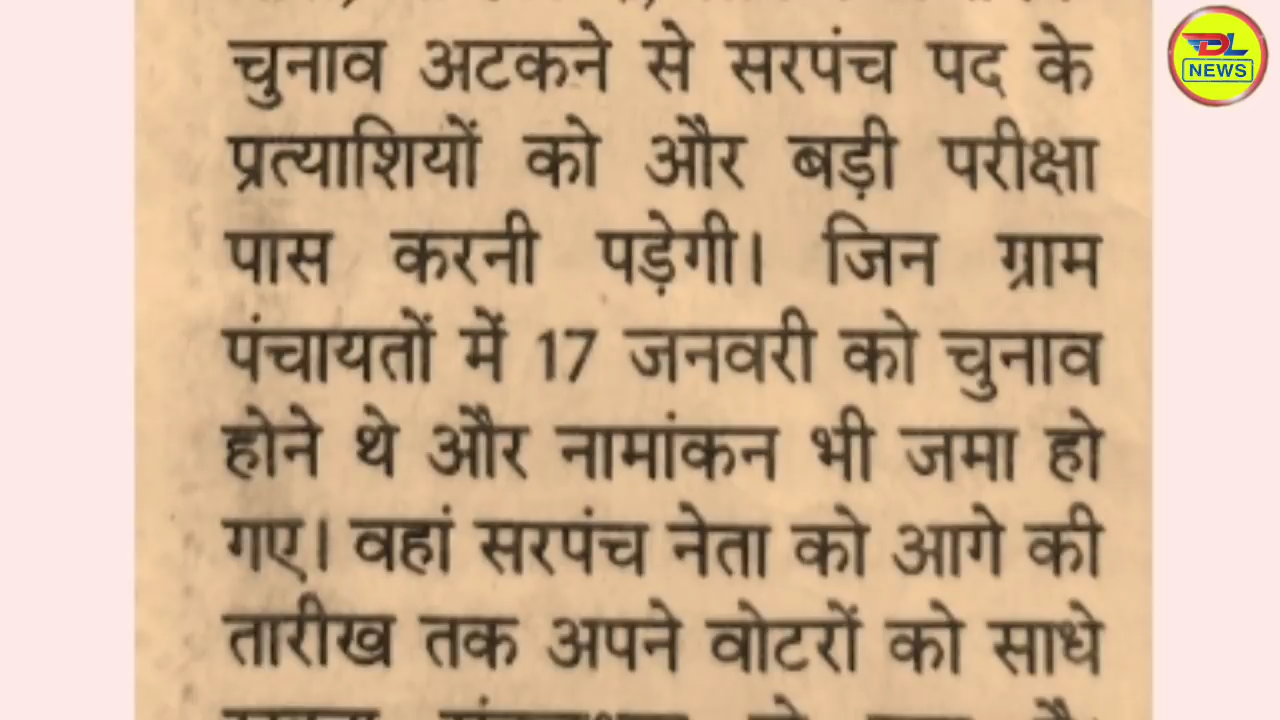 DL
NEWS
चुनाव अटकने से सरपंच पद के
प्रत्याशियों को और बड़ी परीक्षा
पास करनी पड़ेगी। जिन ग्राम
पंचायतों में 17 जनवरी को चुनाव
होने थे और नामांकन भी जमा हो
गए। वहां सरपंच नेता को आगे की
तारीख तक अपने वोटरों को साधे